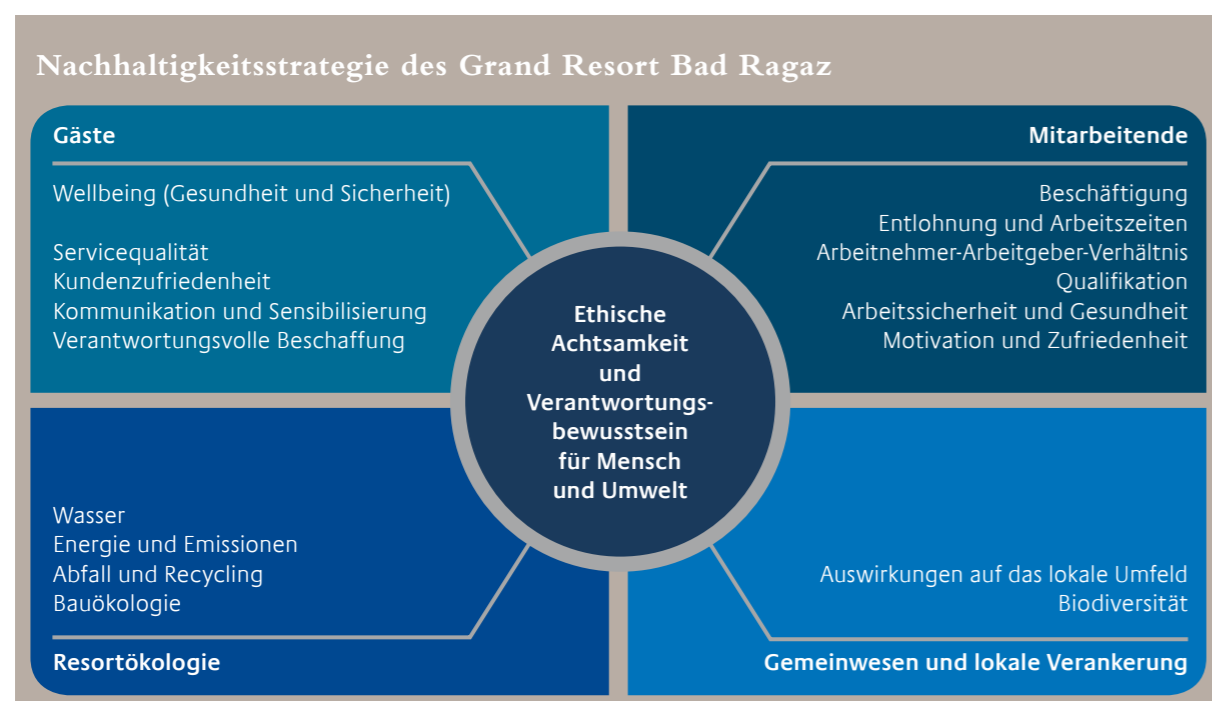 Nachhaltigkeitsstrategie des Grand Resort Bad Ragaz
Gäste
Wellbeing (Gesundheit und Sicherheit)
Servicequalität
Kundenzufriedenheit
Kommunikation und Sensibilisierung
Verantwortungsvolle Beschaffung
Mitarbeitende
Beschäftigung
Entlohnung und Arbeitszeiten
Arbeitnehmer-Arbeitgeber-Verhältnis
Qualifikation
Arbeitssicherheit und Gesundheit
Motivation und Zufriedenheit
Ethische
Achtsamkeit
und
Verantwortungs-
bewusstsein
für Mensch
und Umwelt
Wasser
Energie und Emissionen
Abfall und Recycling
Bauökologie
Resortökologie
Auswirkungen auf das lokale Umfeld
Biodiversität
Gemeinwesen und lokale Verankerung